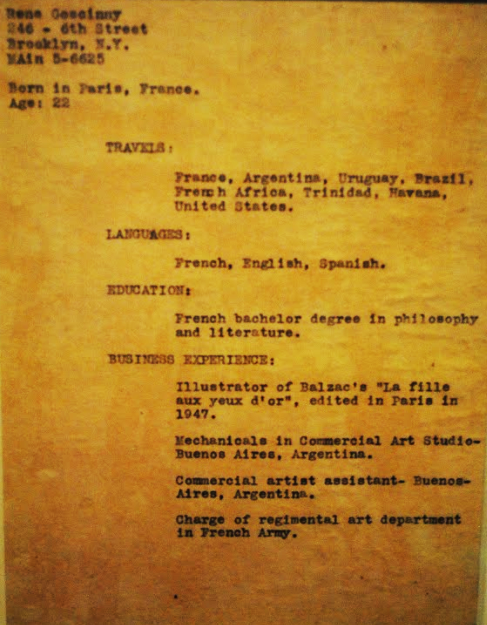 Rene Goscinny
246 - 6th Street
Brooklyn, N.Y.
MAin 5-6625
Born in Paris, France.
Age: 22
TRAVELS:
France, Argentina, Uruguay, Brazil,
French Africa, Trinidad, Havana,
United States.
LANGUAGES:
French, English, Spanish.
EDUCATION:
French bachelor degree in philosophy
and literature.
BUSINESS EXPERIENCE:
Illustrator of Balzac's "La fille
aux yeux d'or", edited in Paris in
1947.
Mechanicals in Commercial Art Studio-
Buenos Aires, Argentina.
Commercial artist assistant- Buenos-
Aires, Argentina.
Charge of regimental art department
in French Army.